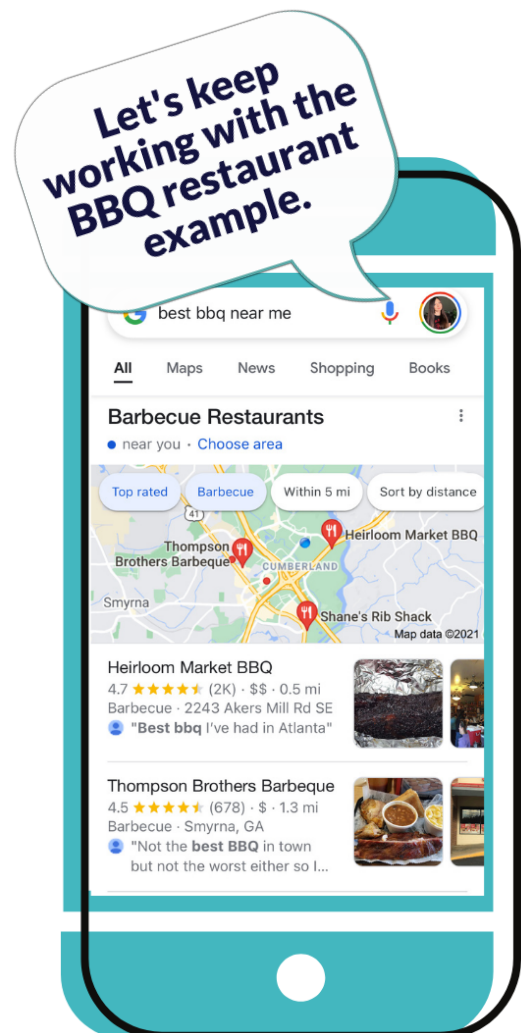 Let's keep
working with the
BBQ restaurant
example.
best bbq near me
All Maps News Shopping Books
Barbecue Restaurants
near you · Choose area
Top rated Barbecue Within 5 mi Sort by distance
41
Heirloom Market BBQ
Thompson
Brothers Barbeque
CUMBERLAND
Smyrna
Shane's Rib Shack
Map data ©2021
Heirloom Market BBQ
4.7 ★★★★★ (2K) · $$ · 0.5 mi
Barbecue · 2243 Akers Mill Rd SE
"Best bbq I've had in Atlanta"
Thompson Brothers Barbeque
4.5 ★★★★★ (678) · $ · 1.3 mi
Barbecue · Smyrna, GA
"Not the best BBQ in town
but not the worst either so I...